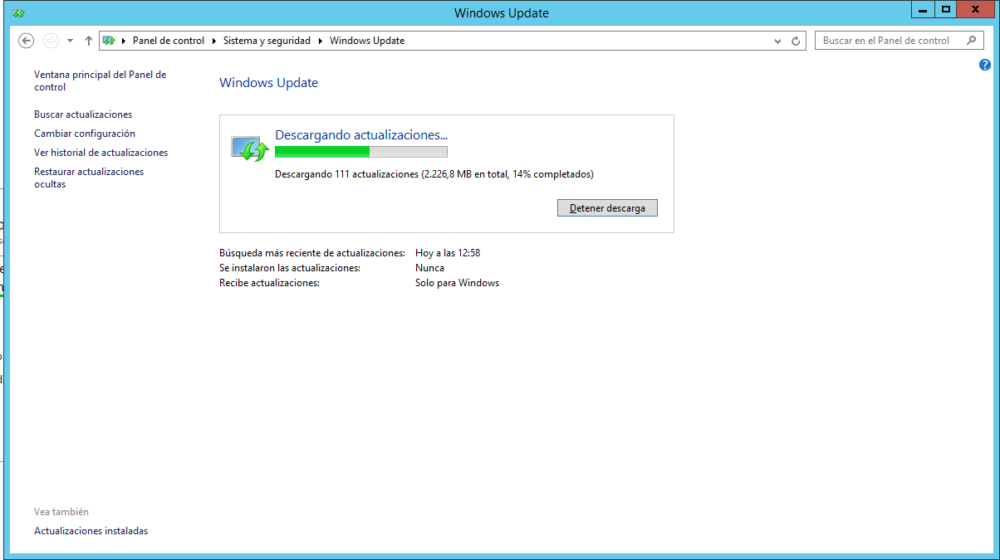 Windows Update
Panel de control Sistema y seguridad Windows Update
Buscar en el Panel de control
Ventana principal del Panel de
control
Buscar actualizaciones
Cambiar configuración
Ver historial de actualizaciones
Restaurar actualizaciones
ocultas
Windows Update
Descargando actualizaciones...
Descargando 111 actualizaciones (2.226,8 MB en total, 14% completados)
Detener descarga
Búsqueda más reciente de actualizaciones: Hoy a las 12:58
Se instalaron las actualizaciones: Nunca
Recibe actualizaciones: Solo para Windows
Vea también
Actualizaciones instaladas